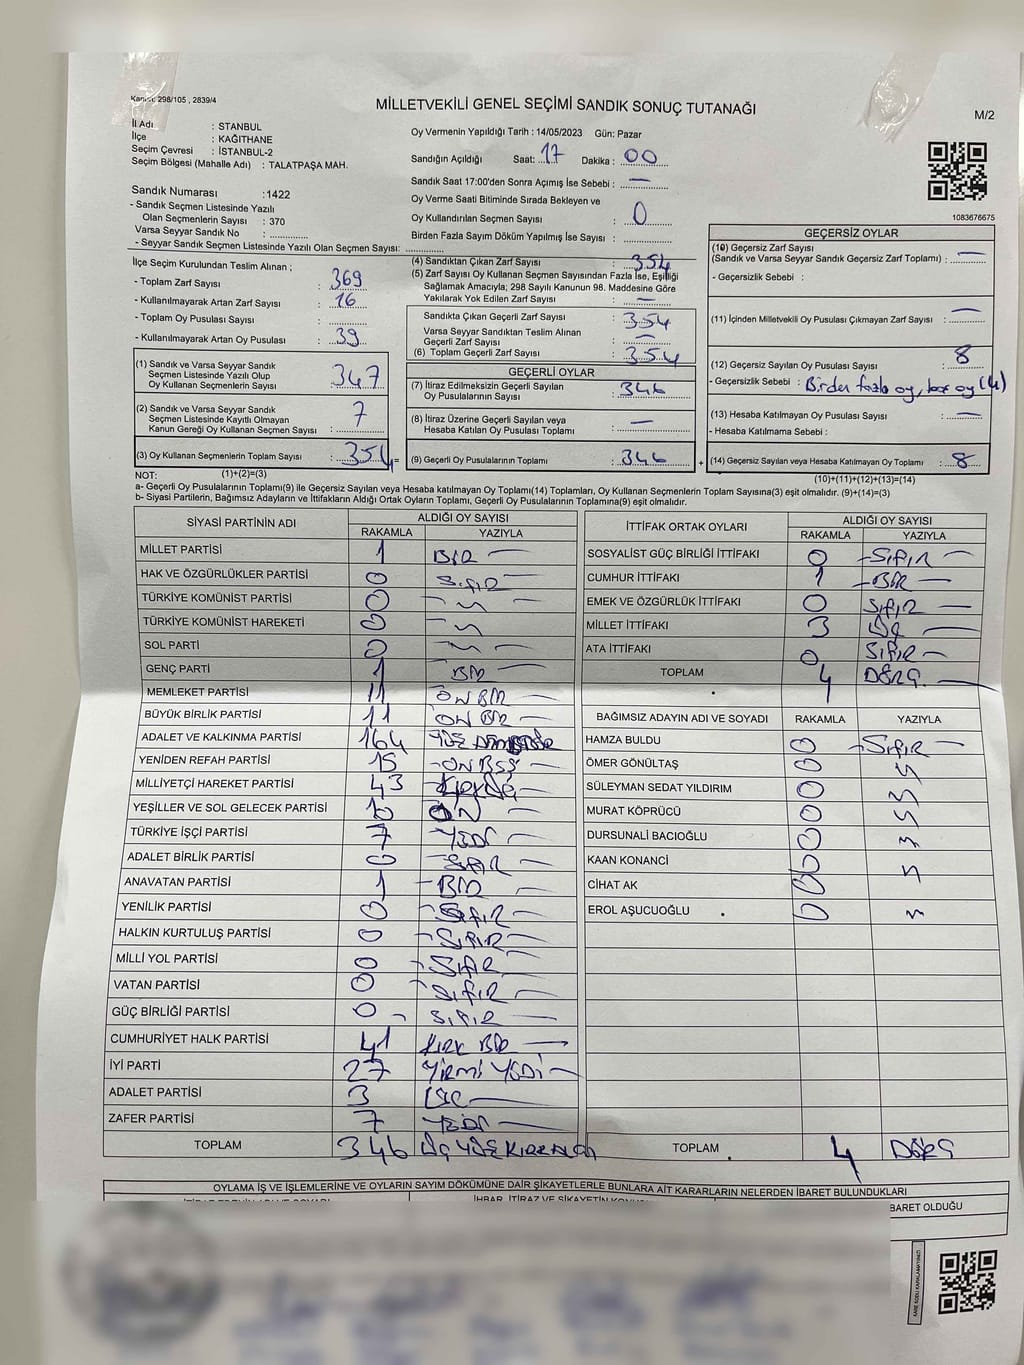 Kanun: 298/105 , 2839/4
MİLLETVEKİLİ GENEL SEÇİMİ SANDIK SONUÇ TUTANAĞI
M/2
İl Adı : STANBUL
İlçe : KAĞITHANE
Seçim Çevresi : İSTANBUL-2
Seçim Bölgesi (Mahalle Adı) : TALATPAŞA MAH.
Oy Vermenin Yapıldığı Tarih : 14/05/2023 Gün: Pazar
Sandığın Açıldığı Saat: 17 Dakika : 00
Sandık Saat 17:00'den Sonra Açımış İse Sebebi : —
Oy Verme Saati Bitiminde Sırada Bekleyen ve
Oy Kullandırılan Seçmen Sayısı : 0
Birden Fazla Sayım Döküm Yapılmış İse Sayısı :
1083676675
Sandık Numarası :1422
- Sandık Seçmen Listesinde Yazılı
Olan Seçmenlerin Sayısı : 370
Varsa Seyyar Sandık No :
- Seyyar Sandık Seçmen Listesinde Yazılı Olan Seçmen Sayısı:
İlçe Seçim Kurulundan Teslim Alınan ;
- Toplam Zarf Sayısı : 369
- Kullanılmayarak Artan Zarf Sayısı : 16
- Toplam Oy Pusulası Sayısı :
- Kullanılmayarak Artan Oy Pusulası : 39
(1) Sandık ve Varsa Seyyar Sandık
Seçmen Listesinde Yazılı Olup
Oy Kullanan Seçmenlerin Sayısı : 347
(2) Sandık ve Varsa Seyyar Sandık
Seçmen Listesinde Kayıtlı Olmayan
Kanun Gereği Oy Kullanan Seçmen Sayısı : 7
(3) Oy Kullanan Seçmenlerin Toplam Sayısı : 354 =
(4) Sandıktan Çıkan Zarf Sayısı : 354
(5) Zarf Sayısı Oy Kullanan Seçmen Sayısından Fazla İse, Eşitliği
Sağlamak Amacıyla; 298 Sayılı Kanunun 98. Maddesine Göre
Yakılarak Yok Edilen Zarf Sayısı : —
Sandıkta Çıkan Geçerli Zarf Sayısı : 354
Varsa Seyyar Sandıktan Teslim Alınan
Geçerli Zarf Sayısı : —
(6) Toplam Geçerli Zarf Sayısı : 354
GEÇERLİ OYLAR
(7) İtiraz Edilmeksizin Geçerli Sayılan
Oy Pusulalarının Sayısı : 346
(8) İtiraz Üzerine Geçerli Sayılan veya
Hesaba Katılan Oy Pusulası Toplamı : —
(9) Geçerli Oy Pusulalarının Toplamı : 346 +
GEÇERSİZ OYLAR
(10) Geçersiz Zarf Sayısı
(Sandık ve Varsa Seyyar Sandık Geçersiz Zarf Toplamı) : —
- Geçersizlik Sebebi :
(11) İçinden Milletvekili Oy Pusulası Çıkmayan Zarf Sayısı : —
(12) Geçersiz Sayılan Oy Pusulası Sayısı : 8
- Geçersizlik Sebebi : Birden fazla oy, boş oy (4)
(13) Hesaba Katılmayan Oy Pusulası Sayısı : —
- Hesaba Katılmama Sebebi :
(14) Geçersiz Sayılan veya Hesaba Katılmayan Oy Toplamı : 8
NOT: (1)+(2)=(3)
(10)+(11)+(12)+(13)=(14)
a- Geçerli Oy Pusulalarının Toplamı(9) ile Geçersiz Sayılan veya Hesap katılmayan Oy Toplamı(14) Toplamları, Oy Kullanan Seçmenlerin Toplam Sayısına(3) eşit olmalıdır. (9)+(14)=(3)
b- Siyasi Partilerin, Bağımsız Adayların ve İttifakların Aldığı Ortak Oyların Toplamı, Geçerli Oy Pusulalarının Toplamına(9) eşit olmalıdır.
SİYASİ PARTİNİN ADI ALDIĞI OY SAYISI
RAKAMLA YAZIYLA
MİLLET PARTİSİ 1 BİR
HAK VE ÖZGÜRLÜKLER PARTİSİ 0 SIFIR
TÜRKİYE KOMÜNİST PARTİSİ 0 "
TÜRKİYE KOMÜNİST HAREKETİ 0 "
SOL PARTİ 0 "
GENÇ PARTİ 1 BİR
MEMLEKET PARTİSİ 11 ON BİR
BÜYÜK BİRLİK PARTİSİ 11 ON BİR
ADALET VE KALKINMA PARTİSİ 164 YÜZ
YENİDEN REFAH PARTİSİ 15 ON BEŞ
MİLLİYETÇİ HAREKET PARTİSİ 43
YEŞİLLER VE SOL GELECEK PARTİSİ 10 ON
TÜRKİYE İŞÇİ PARTİSİ 7 YEDİ
ADALET BİRLİK PARTİSİ 0 SIFIR
ANAVATAN PARTİSİ 1 BİR
YENİLİK PARTİSİ 0 SIFIR
HALKIN KURTULUŞ PARTİSİ 0 SIFIR
MİLLİ YOL PARTİSİ 0 SIFIR
VATAN PARTİSİ 0 SIFIR
GÜÇ BİRLİĞİ PARTİSİ 0 SIFIR
CUMHURİYET HALK PARTİSİ 41 KIRK BİR
İYİ PARTİ 27 YİRMİ YEDİ
ADALET PARTİSİ 3 ÜÇ
ZAFER PARTİSİ 7 YEDİ
TOPLAM 346 ÜÇ YÜZ KIRK ALTI
İTTİFAK ORTAK OYLARI ALDIĞI OY SAYISI
RAKAMLA YAZIYLA
SOSYALİST GÜÇ BİRLİĞİ İTTİFAKI 0 SIFIR
CUMHUR İTTİFAKI 1 BİR
EMEK VE ÖZGÜRLÜK İTTİFAKI 0 SIFIR
MİLLET İTTİFAKI 3 ÜÇ
ATA İTTİFAKI 0 SIFIR
TOPLAM 4 DÖRT
BAĞIMSIZ ADAYIN ADI VE SOYADI RAKAMLA YAZIYLA
HAMZA BULDU 0 SIFIR
ÖMER GÖNÜLTAŞ 0 "
SÜLEYMAN SEDAT YILDIRIM 0 "
MURAT KÖPRÜCÜ 0 "
DURSUNALİ BACIOĞLU 0 "
KAAN KONANCİ 0
CİHAT AK 0 "
EROL AŞUCUOĞLU 0 "
TOPLAM 4 DÖRT
OYLAMA İŞ VE İŞLEMLERİNE VE OYLARIN SAYIM DÖKÜMÜNE DAİR ŞİKAYETLERLE BUNLARA AİT KARARLARIN NELERDEN İBARET BULUNDUKLARI
İHBAR, İTİRAZ VE ŞİKAYETİN
BARET OLDUĞU